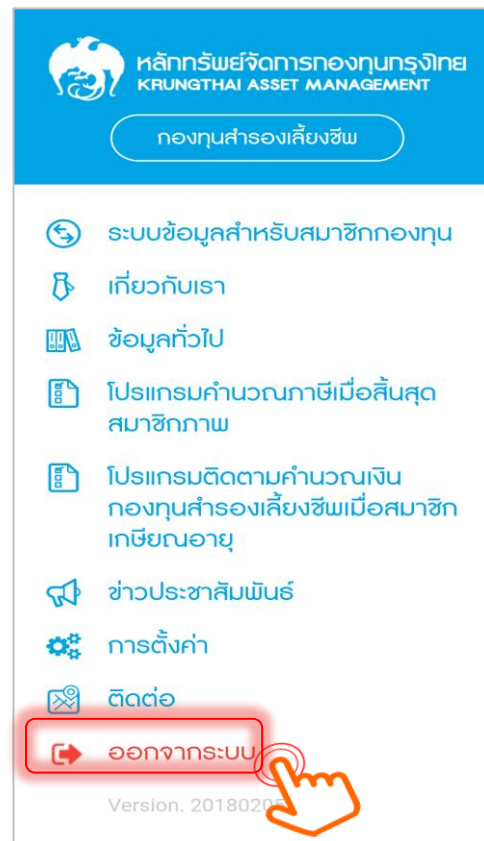 หลักทรัพย์จัดการกองทุนกรุงไทย
KRUNGTHAI ASSET MANAGEMENT
กองทุนสำรองเลี้ยงชีพ
ระบบข้อมูลสำหรับสมาชิกกองทุน
เกี่ยวกับเรา
ข้อมูลทั่วไป
โปรแกรมคำนวณภาษีเมื่อสิ้นสุด
สมาชิกภาพ
โปรแกรมติดตามคำนวณเงิน
กองทุนสำรองเลี้ยงชีพเมื่อสมาชิก
เกษียณอายุ
ข่าวประชาสัมพันธ์
การตั้งค่า
ติดต่อ
ออกจากระบบ
Version.